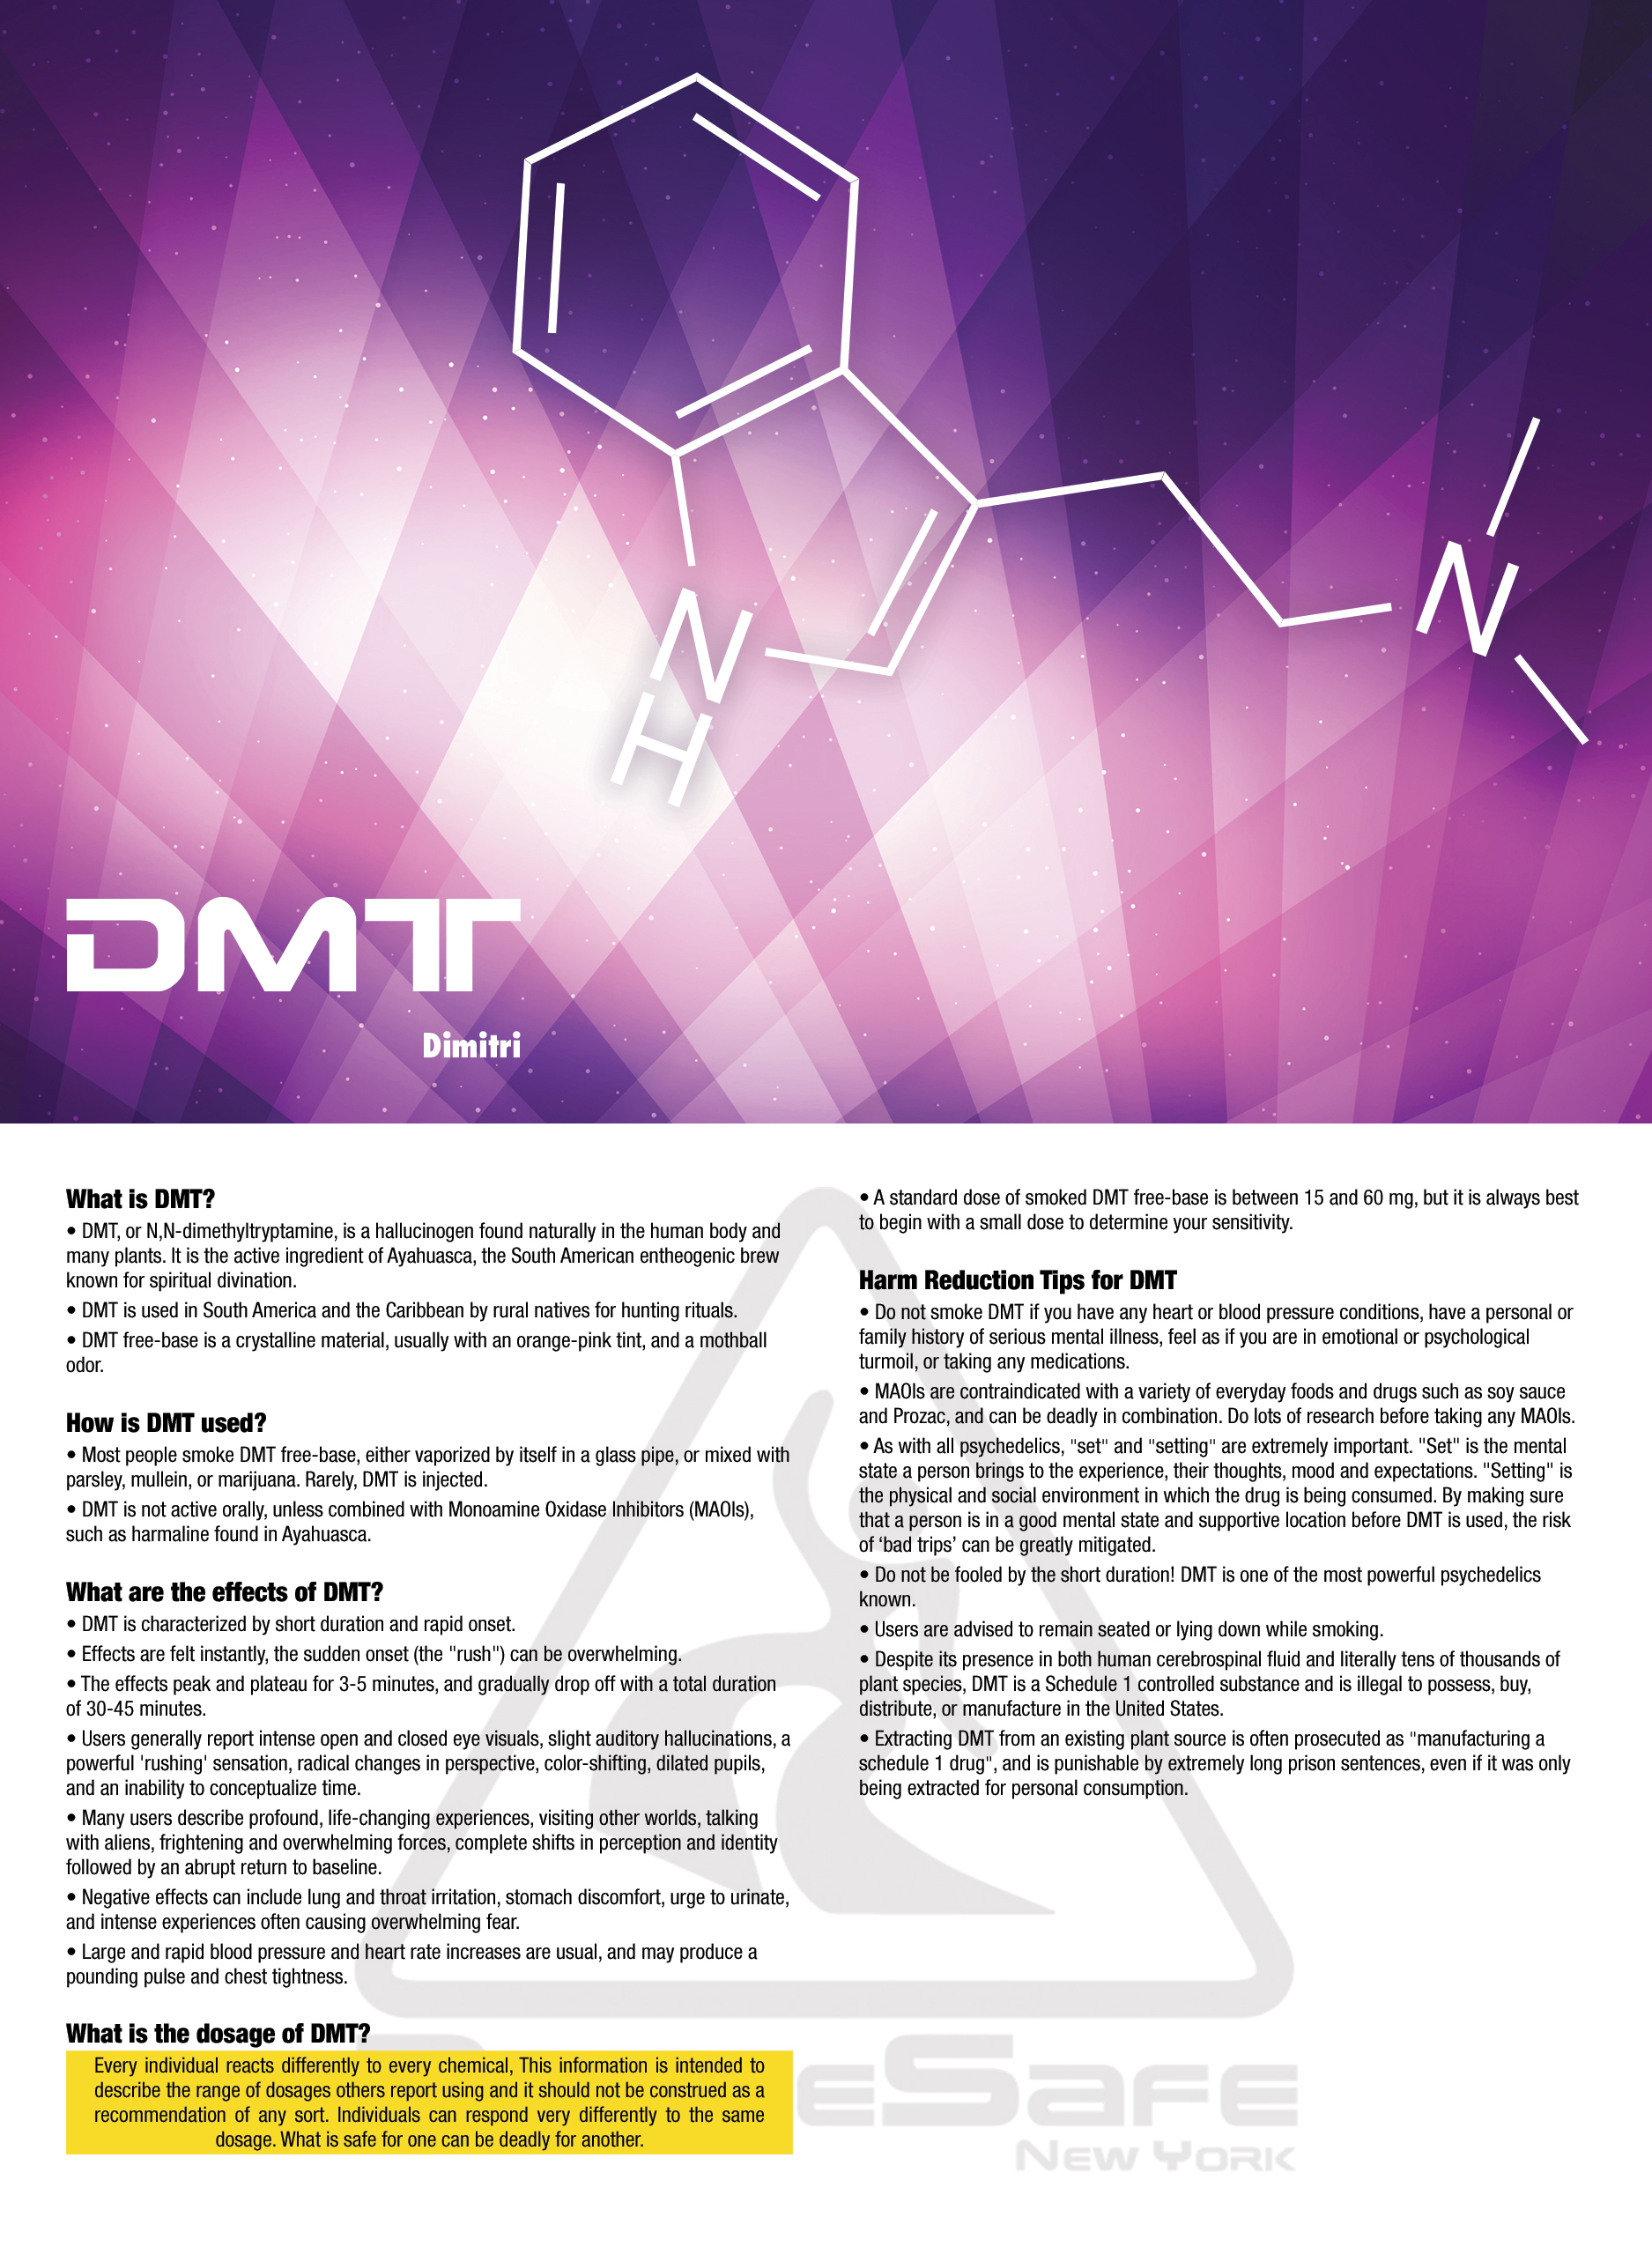 N
N
H
DMT
Dimitri
What is DMT?
• DMT, or N,N-dimethyltryptamine, is a hallucinogen found naturally in the human body and
many plants. It is the active ingredient of Ayahuasca, the South American entheogenic brew
known for spiritual divination.
• DMT is used in South America and the Caribbean by rural natives for hunting rituals.
• DMT free-base is a crystalline material, usually with an orange-pink tint, and a mothball
odor.
How is DMT used?
• Most people smoke DMT free-base, either vaporized by itself in a glass pipe, or mixed with
parsley, mullein, or marijuana. Rarely, DMT is injected.
• DMT is not active orally, unless combined with Monoamine Oxidase Inhibitors (MAOIs),
such as harmaline found in Ayahuasca.
What are the effects of DMT?
• DMT is characterized by short duration and rapid onset.
• Effects are felt instantly, the sudden onset (the "rush") can be overwhelming.
• The effects peak and plateau for 3-5 minutes, and gradually drop off with a total duration
of 30-45 minutes.
• Users generally report intense open and closed eye visuals, slight auditory hallucinations, a
powerful 'rushing' sensation, radical changes in perspective, color-shifting, dilated pupils,
and an inability to conceptualize time.
• Many users describe profound, life-changing experiences, visiting other worlds, talking
with aliens, frightening and overwhelming forces, complete shifts in perception and identity
followed by an abrupt return to baseline.
• Negative effects can include lung and throat irritation, stomach discomfort, urge to urinate,
and intense experiences often causing overwhelming fear.
• Large and rapid blood pressure and heart rate increases are usual, and may produce a
pounding pulse and chest tightness.
What is the dosage of DMT?
Every individual reacts differently to every chemical, This information is intended to
describe the range of dosages others report using and it should not be construed as a
recommendation of any sort. Individuals can respond very differently to the same
dosage. What is safe for one can be deadly for another.
• A standard dose of smoked DMT free-base is between 15 and 60 mg, but it is always best
to begin with a small dose to determine your sensitivity.
Harm Reduction Tips for DMT
• Do not smoke DMT if you have any heart or blood pressure conditions, have a personal or
family history of serious mental illness, feel as if you are in emotional or psychological
turmoil, or taking any medications.
• MAOIs are contraindicated with a variety of everyday foods and drugs such as soy sauce
and Prozac, and can be deadly in combination. Do lots of research before taking any MAOIs.
• As with all psychedelics, "set" and "setting" are extremely important. "Set" is the mental
state a person brings to the experience, their thoughts, mood and expectations. "Setting" is
the physical and social environment in which the drug is being consumed. By making sure
that a person is in a good mental state and supportive location before DMT is used, the risk
of ‘bad trips’ can be greatly mitigated.
• Do not be fooled by the short duration! DMT is one of the most powerful psychedelics
known.
• Users are advised to remain seated or lying down while smoking.
• Despite its presence in both human cerebrospinal fluid and literally tens of thousands of
plant species, DMT is a Schedule 1 controlled substance and is illegal to possess, buy,
distribute, or manufacture in the United States.
• Extracting DMT from an existing plant source is often prosecuted as "manufacturing a
schedule 1 drug", and is punishable by extremely long prison sentences, even if it was only
being extracted for personal consumption.
eSafe
New York